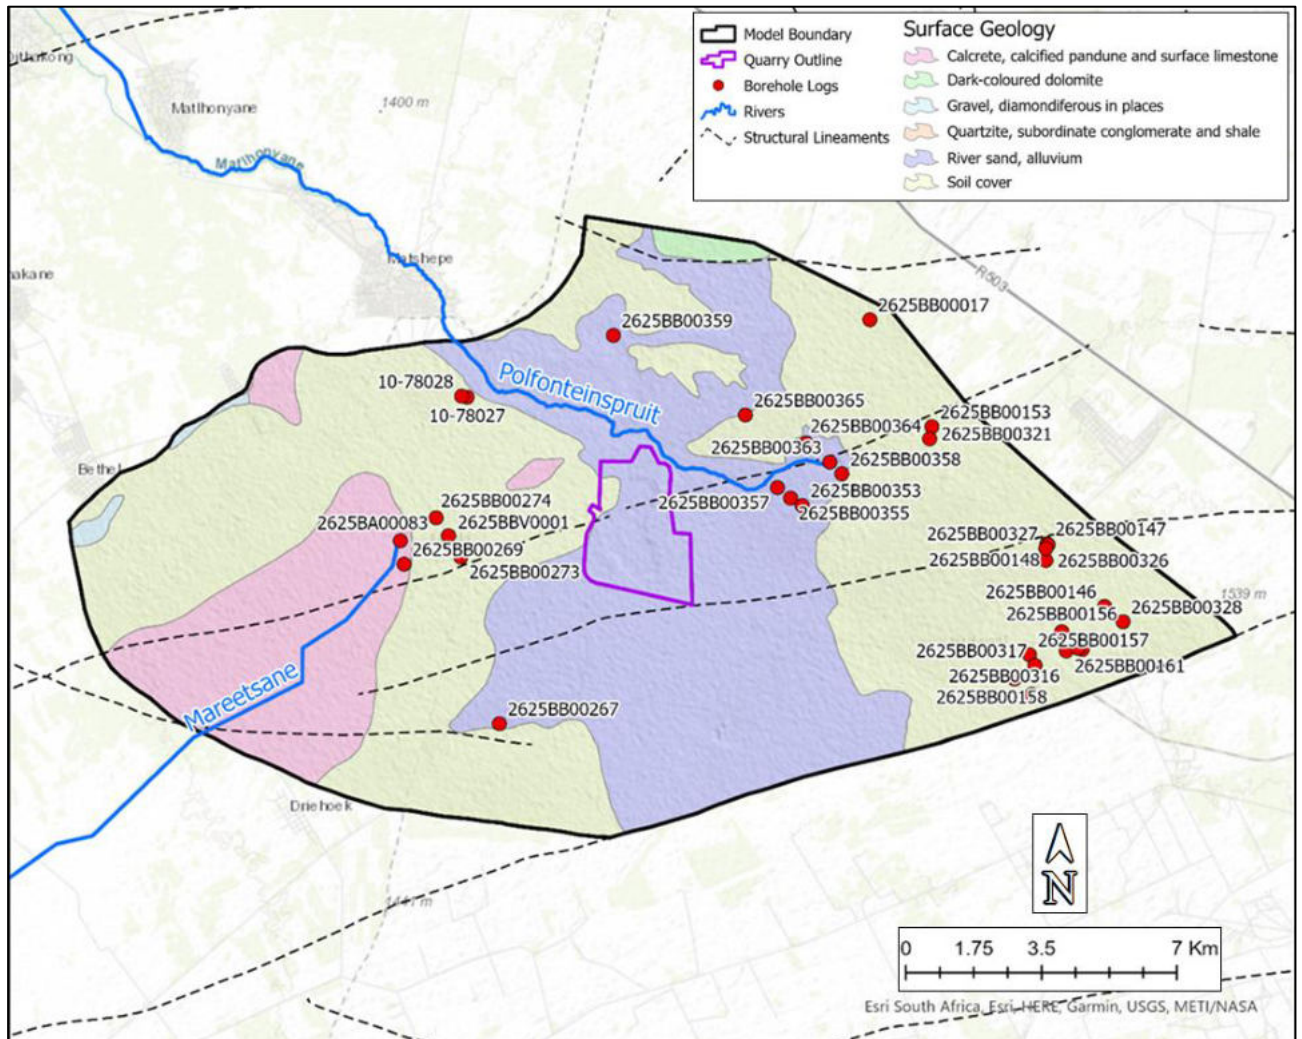 Model Boundary
Quarry Outline
Borehole Logs
Rivers
Structural Lineaments
Surface Geology
Calcrete, calcified pandune and surface limestone
Dark-coloured dolomite
Gravel, diamondiferous in places
Quartzite, subordinate conglomerate and shale
River sand, alluvium
Soil cover
Matlhonyane
1400 m
Matlhonyane
Matshepe
R503
2625BB00017
2625BB00359
Polfonteinspruit
10-78028
10-78027
2625BB00365
2625BB00153
2625BB00364
2625BB00321
2625BB00363
2625BB00358
Bethel
2625BB00357
2625BB00353
2625BB00355
2625BB00274
2625BA00083
2625BBV0001
2625BB00269
2625BB00273
2625BB00327
2625BB00147
2625BB00148
2625BB00326
2625BB00146
1539 m
2625BB00156
2625BB00328
2625BB00317
2625BB00157
2625BB00161
2625BB00316
2625BB00158
Mareetsane
2625BB00267
Driehoek
N
0 1.75 3.5 7 Km
Esri South Africa, Esri, HERE, Garmin, USGS, METI/NASA